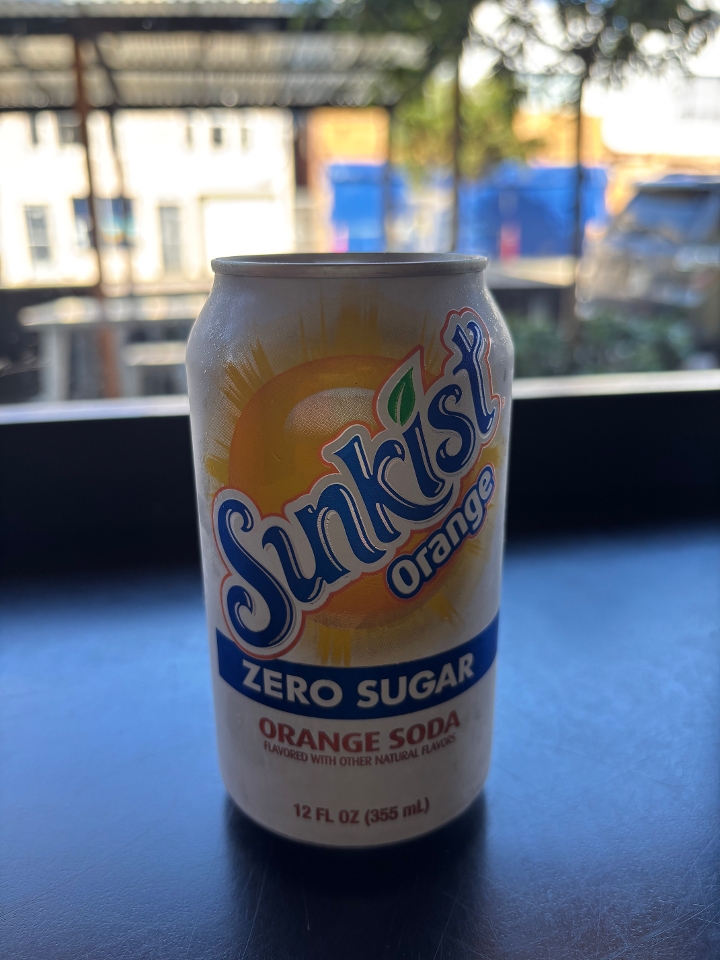 Sunkist
Orange
ZERO SUGAR
ORANGE SODA
FLAVORED WITH OTHER NATURAL FLAVORS
12 FL OZ (355 mL)